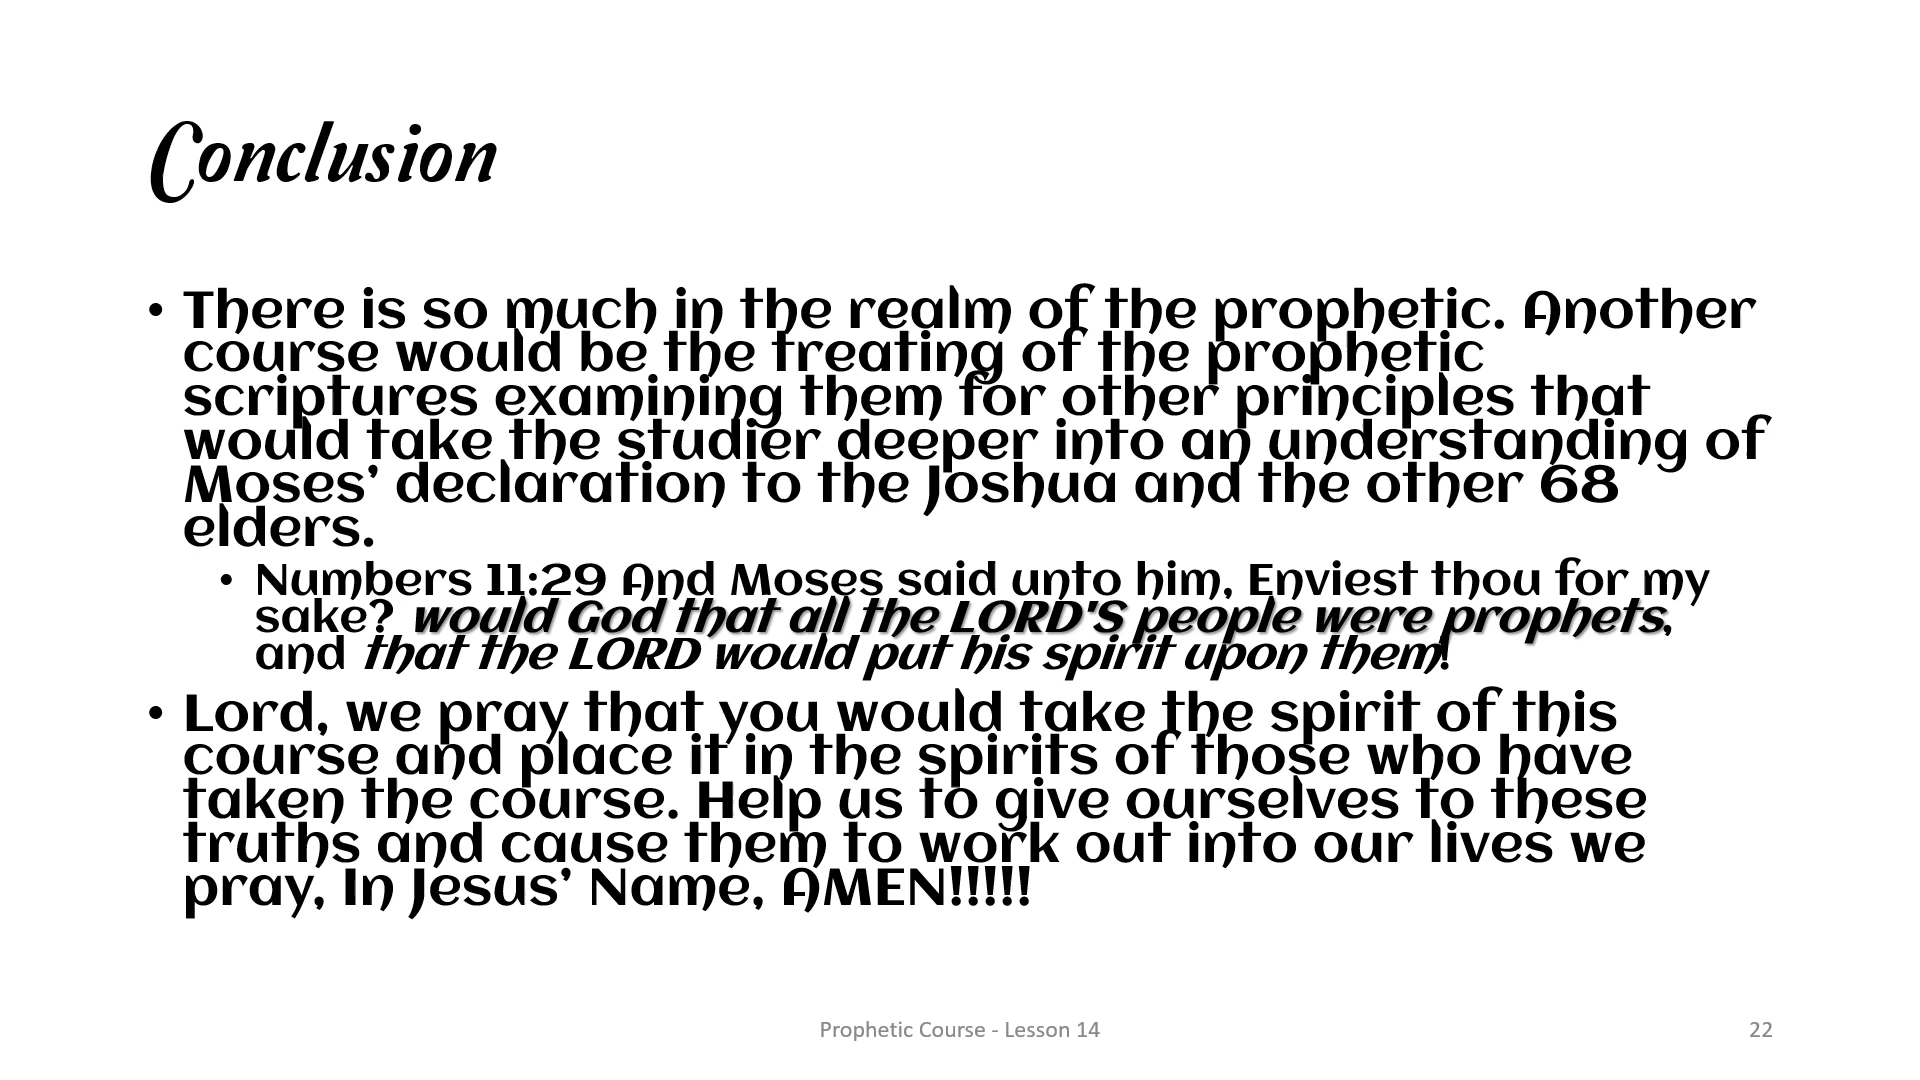 Conclusion
• There is so much in the realm of the prophetic. Another
course would be the treating of the prophetic
scriptures examining them for other principles that
would take the studier deeper into an understanding of
Moses’ declaration to the Joshua and the other 68
elders.
• Numbers 11:29 And Moses said unto him, Enviest thou for my
sake? would God that all the LORD'S people were prophets,
and that the LORD would put his spirit upon them!
• Lord, we pray that you would take the spirit of this
course and place it in the spirits of those who have
taken the course. Help us to give ourselves to these
truths and cause them to work out into our lives we
pray, In Jesus’ Name, AMEN!!!!!
Prophetic Course - Lesson 14
22